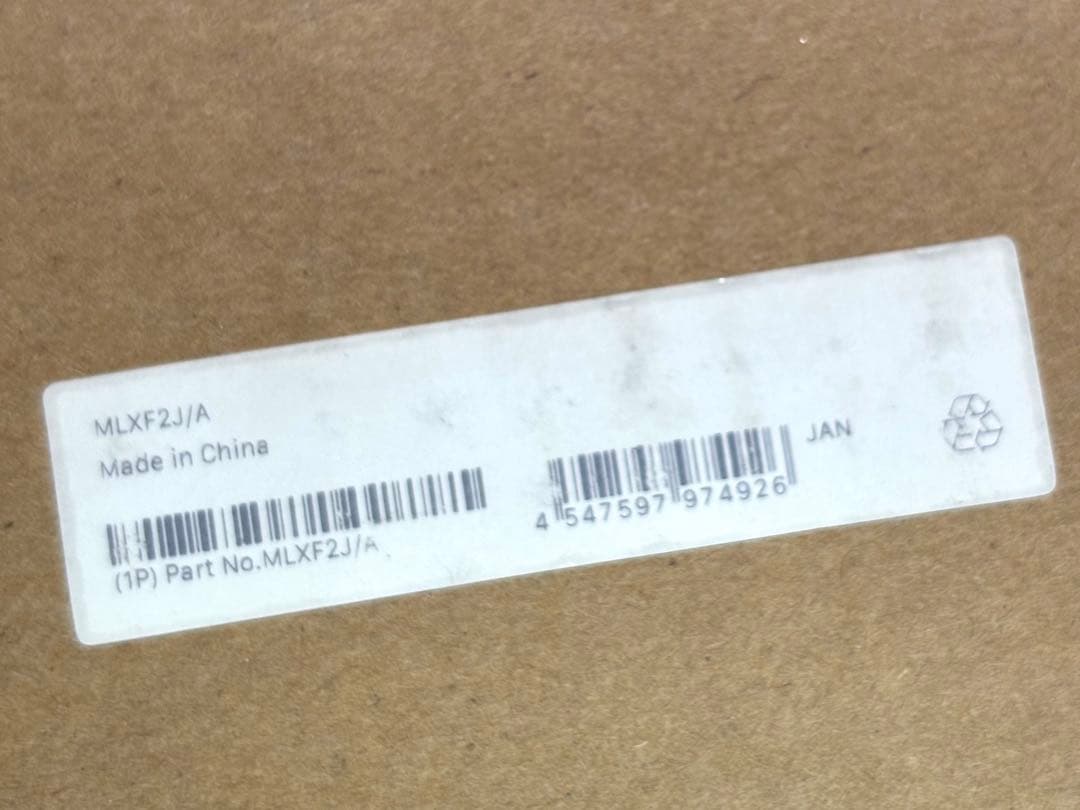 MLXF2J/A
Made in China
(1P) Part No.MLXF2J/A
4 547597 974926
JAN